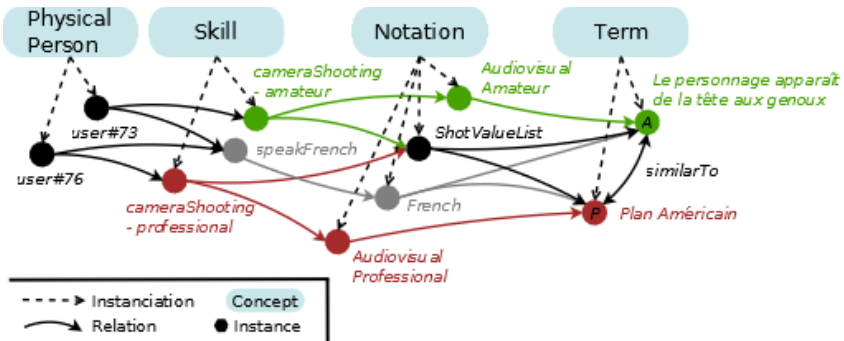 Physical
Person
Skill
Notation
Term
cameraShooting
- amateur
Audiovisual
Amateur
Le personnage apparaît
de la tête aux genoux
user#73
speakFrench
ShotValueList
A
user#76
similarTo
cameraShooting
- professional
French
P
Plan Américain
Audiovisual
Professional
Instanciation
Concept
Relation
Instance